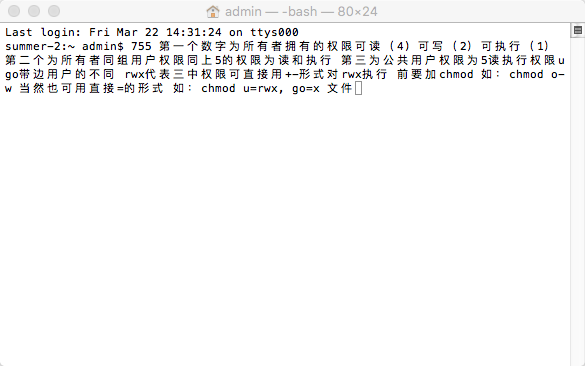 admin — -bash — 80×24
Last login: Fri Mar 22 14:31:24 on ttys000
summer-2:~ admin$ 755 第一个数字为所有者拥有的权限可读 (4) 可写 (2) 可执行 (1)
第二个为所有者同组用户权限同上5的权限为读和执行 第三为公共用户权限为5读执行权限u
go带边用户的不同 rwx代表三中权限可直接用+-形式对rwx执行 前要加chmod 如: chmod o-
w 当然也可用直接=的形式 如: chmod u=rwx, go=x 文件